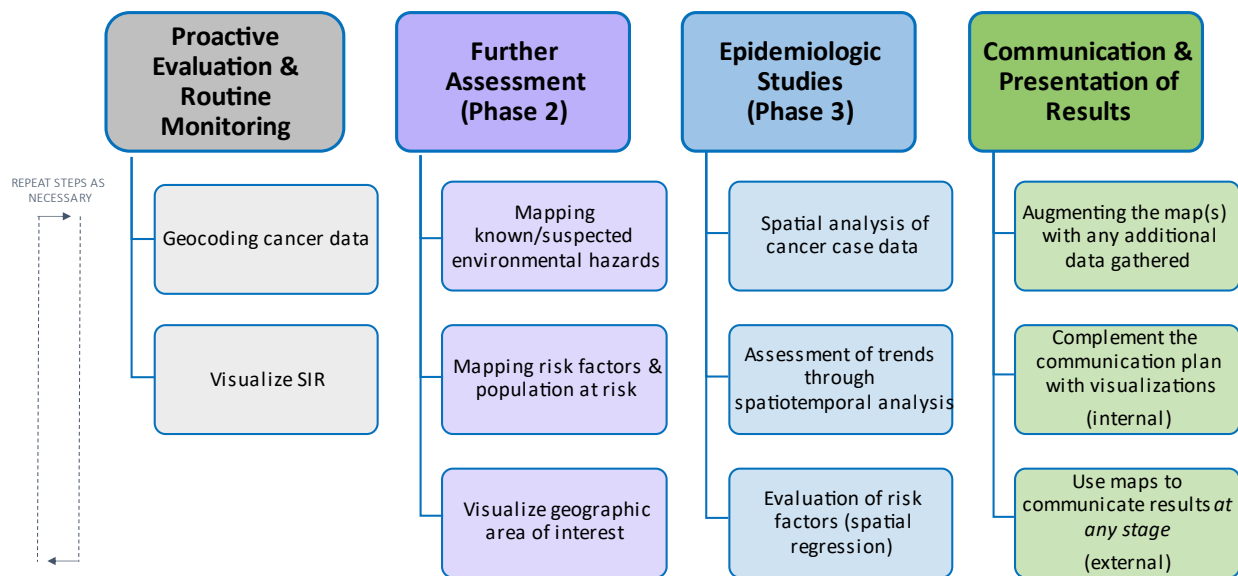 Proactive
Evaluation &
Routine
Monitoring
Further
Assessment
(Phase 2)
Epidemiologic
Studies
(Phase 3)
Communication &
Presentation of
Results
REPEAT STEPS AS
NECESSARY
Geocoding cancer data
Visualize SIR
Mapping
known/suspected
environmental hazards
Mapping risk factors &
population at risk
Visualize geographic
area of interest
Spatial analysis of
cancer case data
Assessment of trends
through
spatiotemporal analysis
Evaluation of risk
factors (spatial
regression)
Augmenting the map(s)
with any additional
data gathered
Complement the
communication plan
with visualizations
(internal)
Use maps to
communicate results at
any stage
(external)